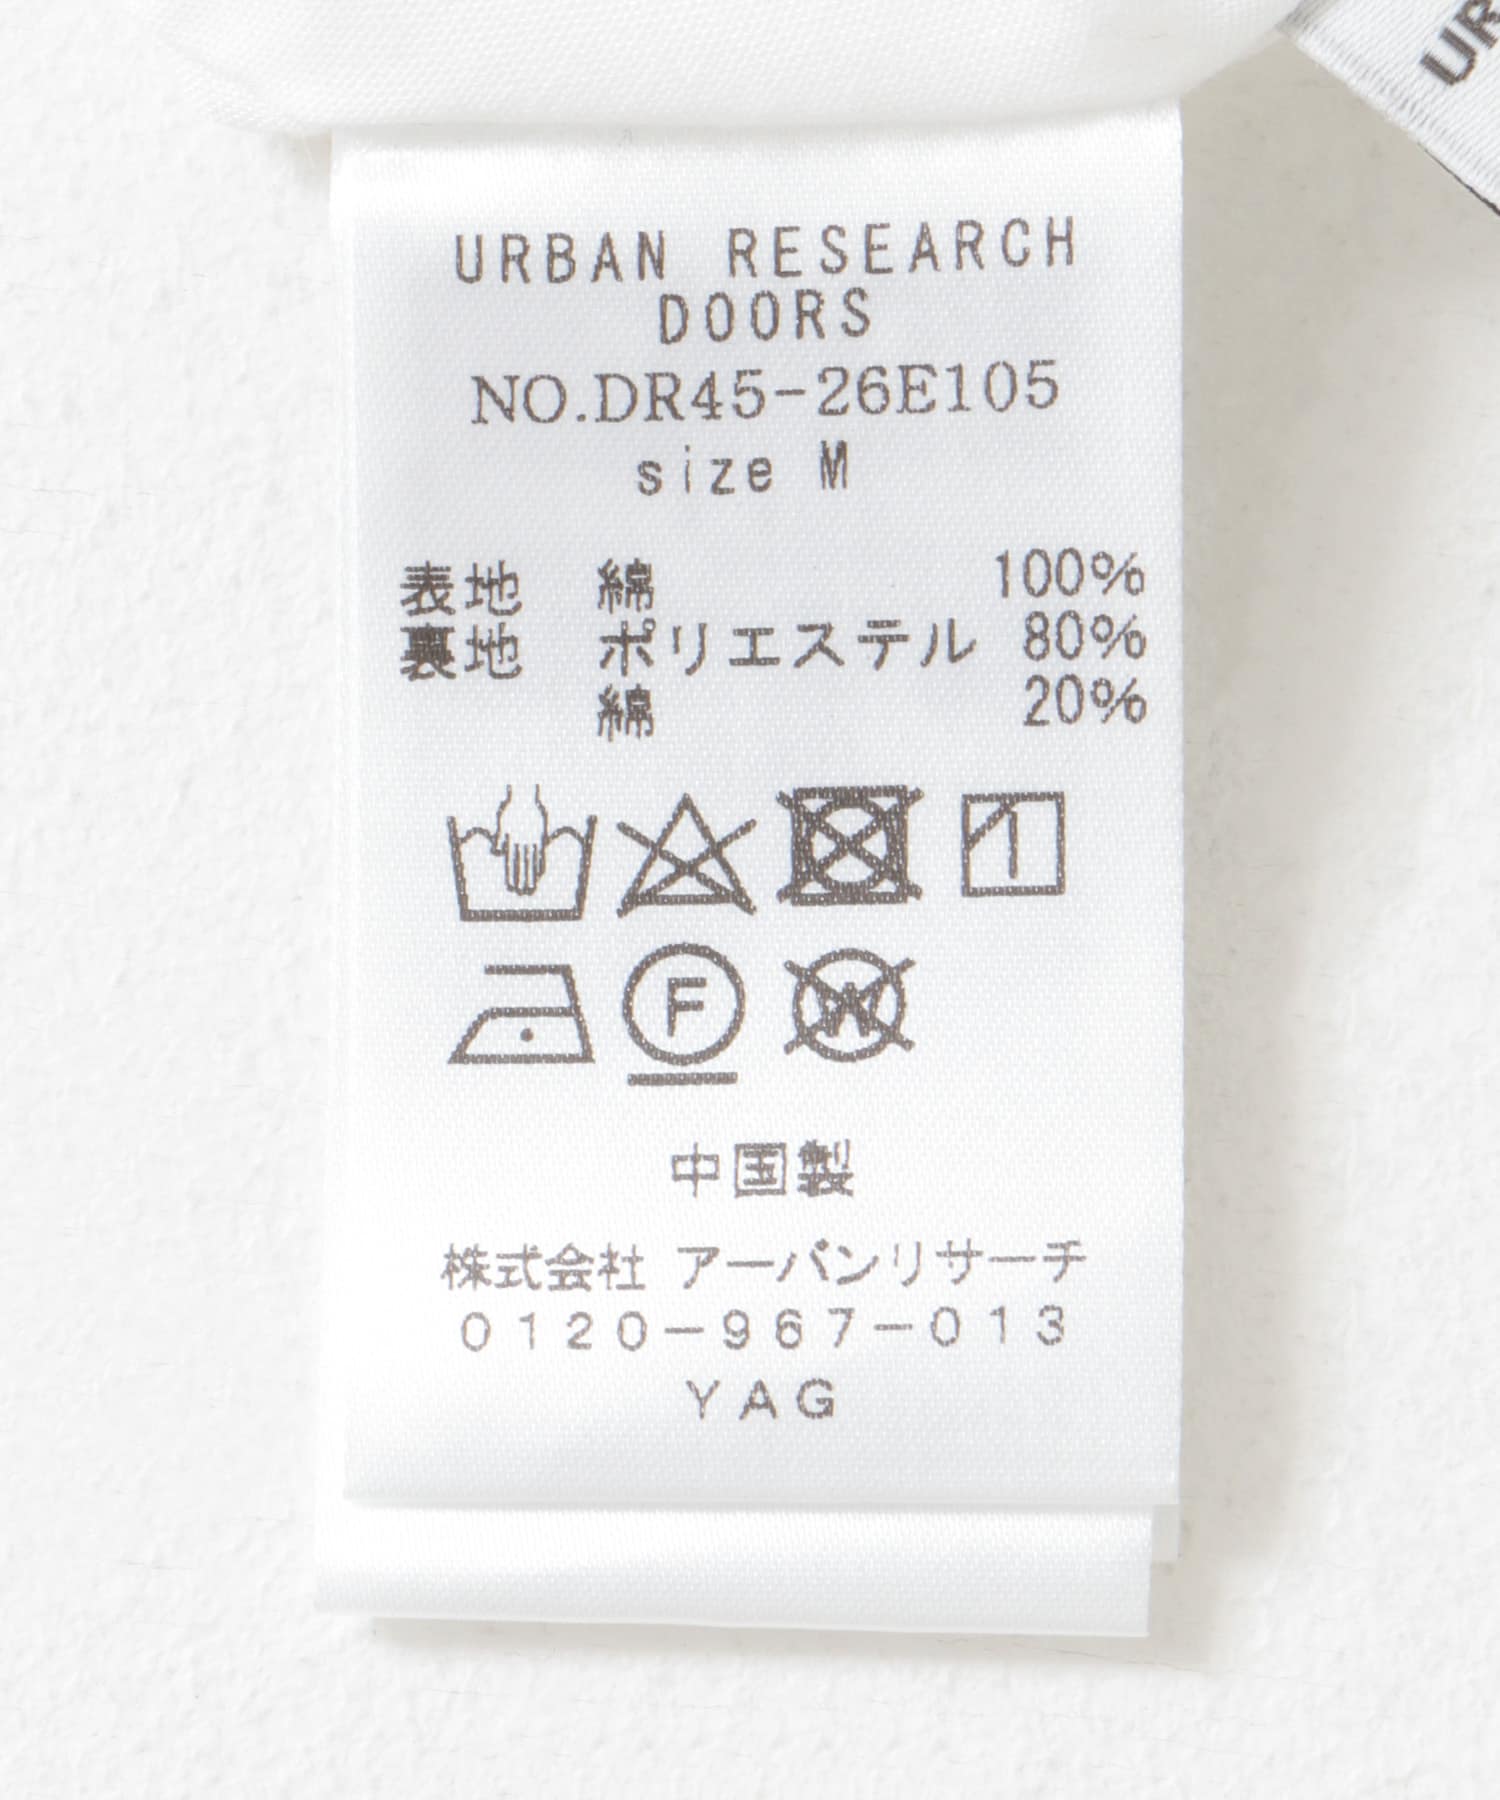 UR
URBAN RESEARCH
DOORS
NO.DR45-26E105
size M
表地 綿 100%
裏地 ポリエステル 80%
綿 20%
F
W
中国製
株式会社 アーバンリサーチ
0120-967-013
YAG